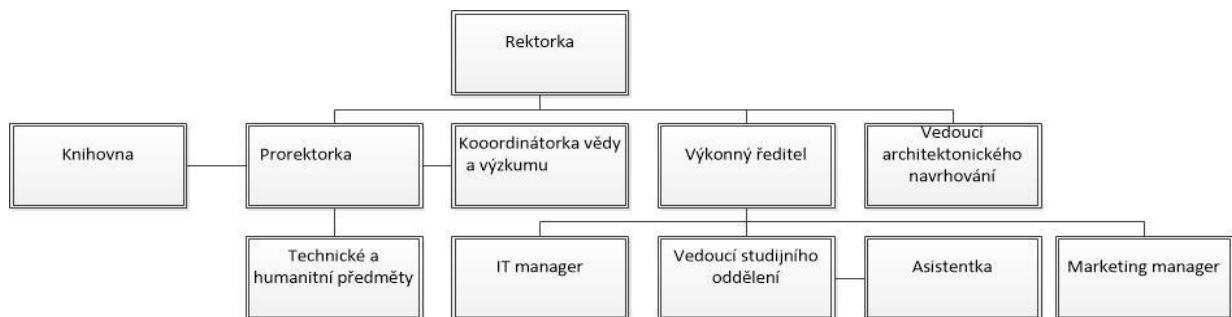 Rektorka
Knihovna
Prorektorka
Kooordinátorka vědy
a výzkumu
Výkonný ředitel
Vedoucí
architektonického
navrhování
Technické a
humanitní předměty
IT manager
Vedoucí studijního
oddělení
Asistentka
Marketing manager